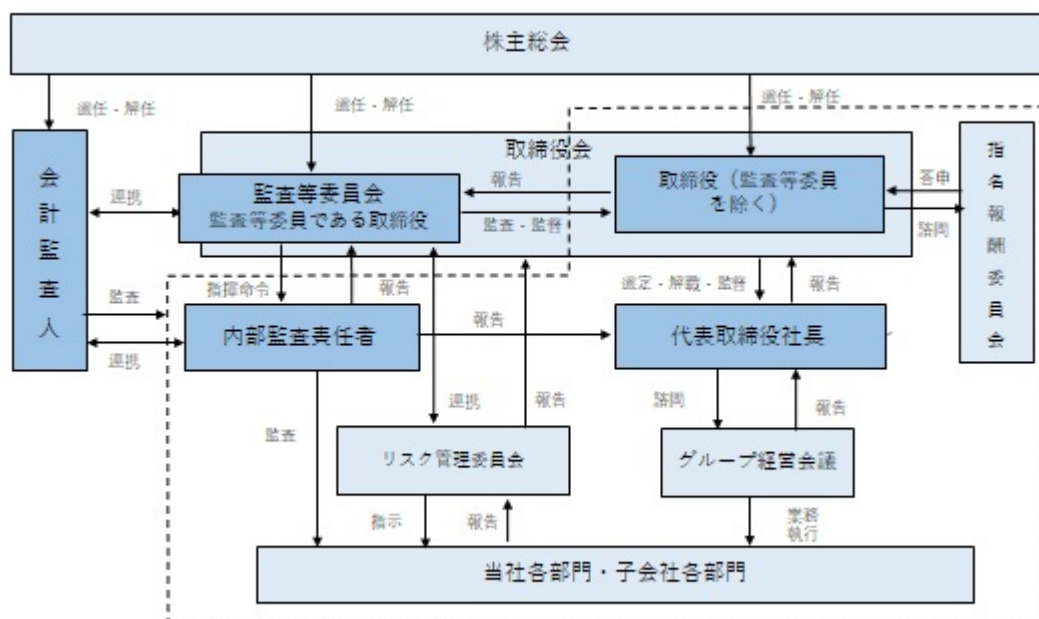 株主総会
選任・解任
選任・解任
選任・解任
会計監査人
取締役会
指名報酬委員会
監査等委員会
監査等委員である取締役
取締役（監査等委員
を除く）
報告
監査・監督
連携
答申
諮問
指揮命令
報告
選定・解職・監督
報告
監査
連携
内部監査責任者
報告
代表取締役社長
監査
連携
報告
諮問
報告
リスク管理委員会
グループ経営会議
指示
報告
業務
執行
当社各部門・子会社各部門